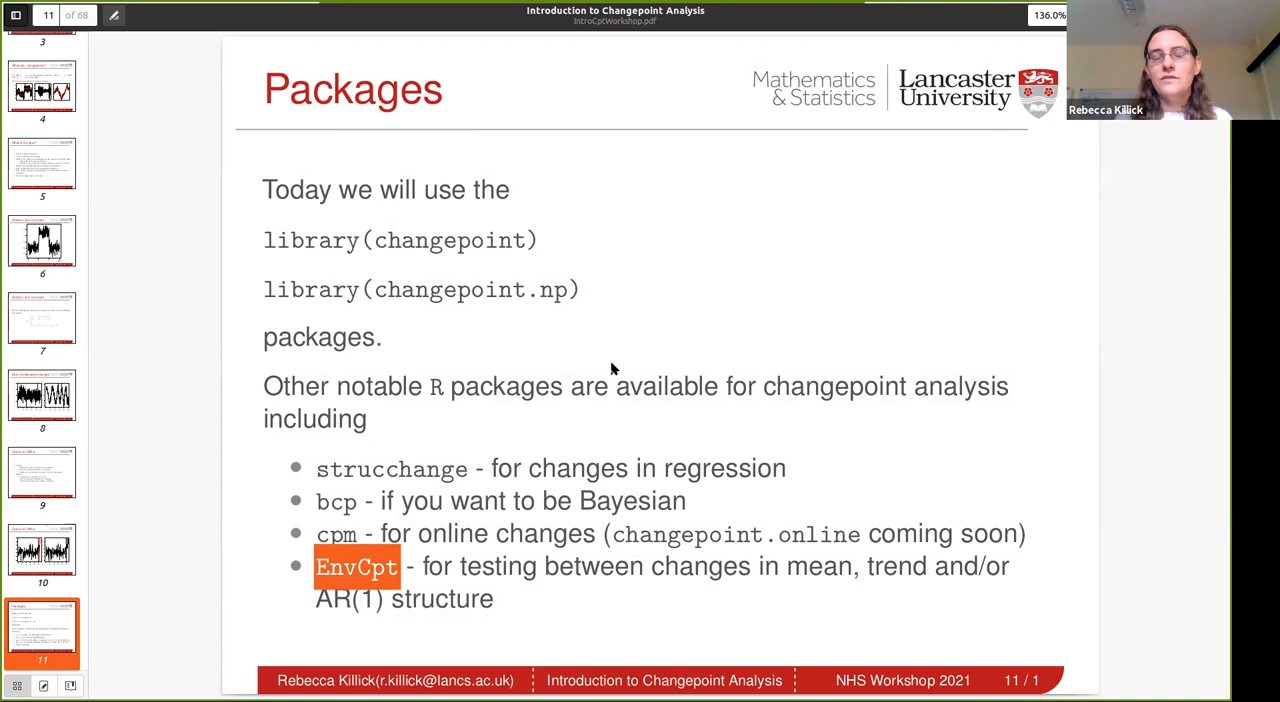 11 of 68
Introduction to Changepoint Analysis
IntroCptWorkshop.pdf
136.0%
Rebecca Killick
3
4
5
6
7
8
9
10
11
Packages
Mathematics
& Statistics
Lancaster
University
Today we will use the
library(changepoint)
library(changepoint.np)
packages.
Other notable R packages are available for changepoint analysis
including
strucchange - for changes in regression
bcp - if you want to be Bayesian
cpm - for online changes (changepoint.online coming soon)
EnvCpt - for testing between changes in mean, trend and/or
AR(1) structure
Rebecca Killick(r.killick@lancs.ac.uk) Introduction to Changepoint Analysis NHS Workshop 2021 11 / 1